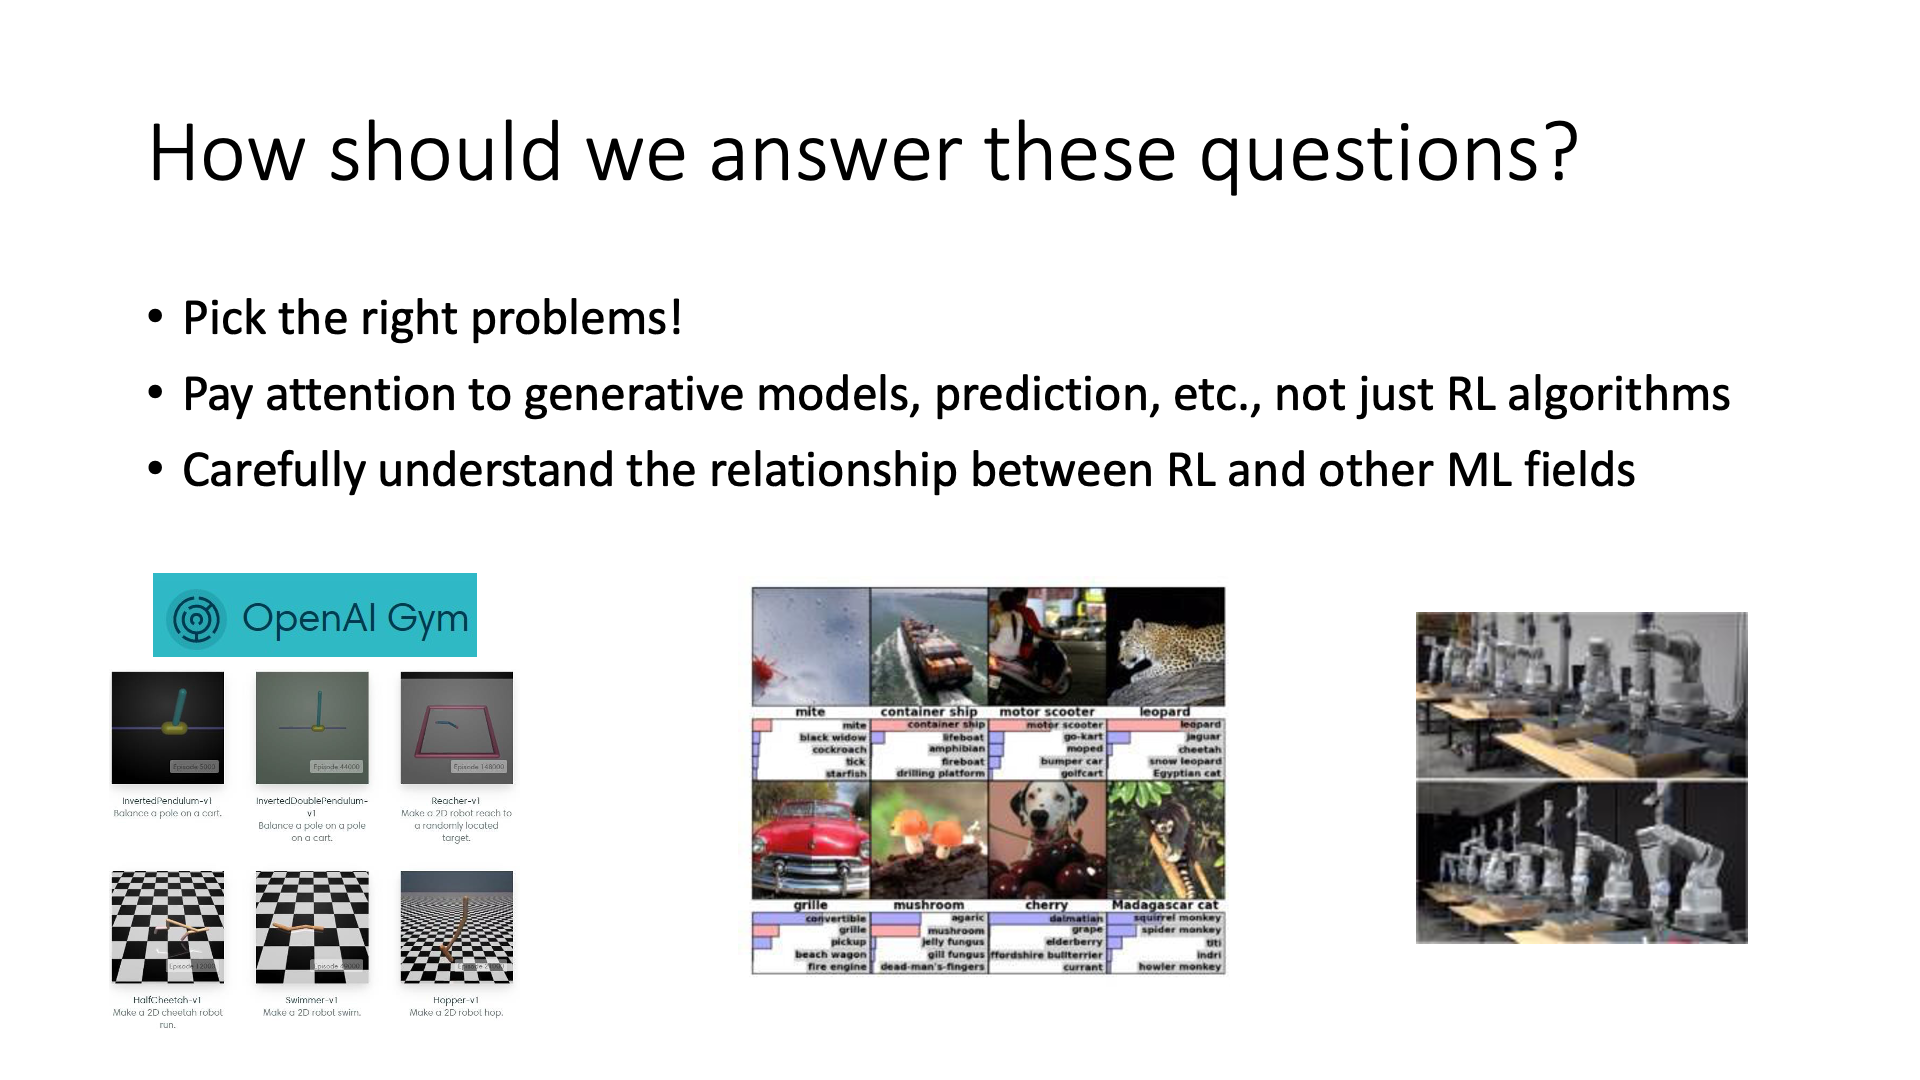 How should we answer these questions?
• Pick the right problems!
• Pay attention to generative models, prediction, etc., not just RL algorithms
• Carefully understand the relationship between RL and other ML fields
OpenAI Gym
Episode 5000
Episode 44000
Episode 148000
InvertedPendulum-v1
Balance a pole on a cart.
InvertedDoublePendulum-
v1
Balance a pole on a pole
on a cart.
Reacher-v1
Make a 2D robot reach to
a randomly located
target.
Episode
Episode
HalfCheetah-v1
Make a 2D cheetah robot
run.
Swimmer-v1
Make a 2D robot swim.
Hopper-v1
Make a 2D robot hop.
mite
container ship
motor scooter
leopard
mite
black widow
cockroach
tick
starfish
container ship
lifeboat
amphibian
fireboat
drilling platform
motor scooter
go-kart
moped
bumper car
golfcart
leopard
jaguar
cheetah
snow leopard
Egyptian cat
grille
mushroom
cherry
Madagascar cat
convertible
grille
pickup
beach wagon
fire engine
agaric
mushroom
jelly fungus
gill fungus
dead-man's-fingers
dalmatian
grape
elderberry
ffordshire bullterrier
currant
squirrel monkey
spider monkey
titi
indri
howler monkey